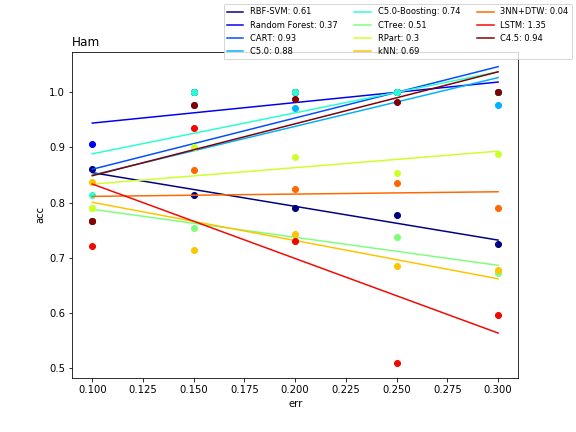 RBF-SVM: 0.61
Random Forest: 0.37
CART: 0.93
C5.0: 0.88
C5.0-Boosting: 0.74
CTree: 0.51
RPart: 0.3
kNN: 0.69
3NN+DTW: 0.04
LSTM: 1.35
C4.5: 0.94
Ham
1.0
0.9
0.8
0.7
0.6
0.5
acc
0.100 0.125 0.150 0.175 0.200 0.225 0.250 0.275 0.300
err